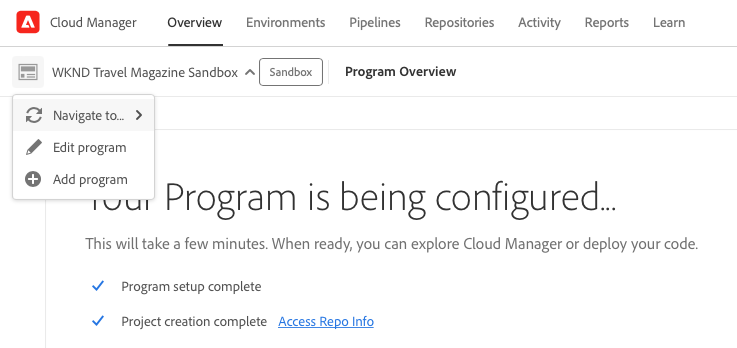 Cloud Manager Overview Environments Pipelines Repositories Activity Reports Learn
WKND Travel Magazine Sandbox Sandbox Program Overview
Navigate to...
Edit program
Add program
Your Program is being configured...
This will take a few minutes. When ready, you can explore Cloud Manager or deploy your code.
Program setup complete
Project creation complete Access Repo Info